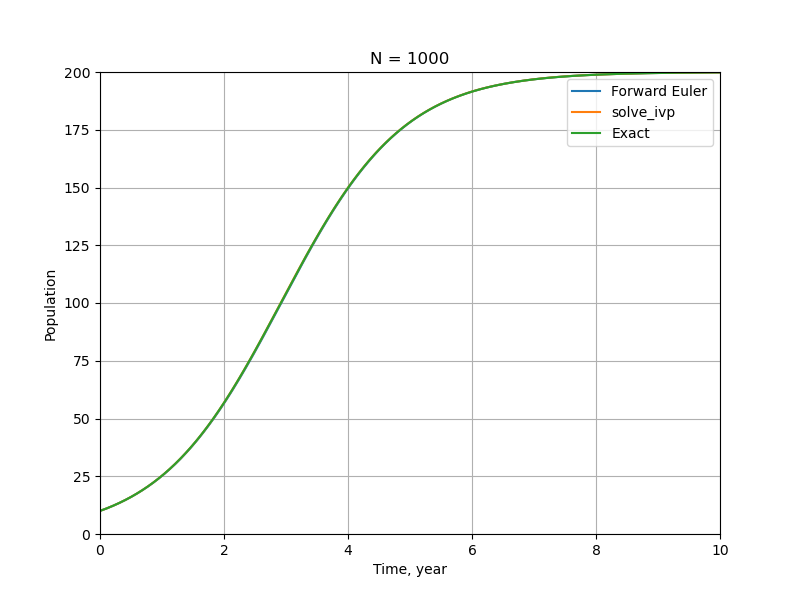 N = 1000
Forward Euler
solve_ivp
Exact
200
175
150
125
100
75
50
25
0
Population
0 2 4 6 8 10
Time, year